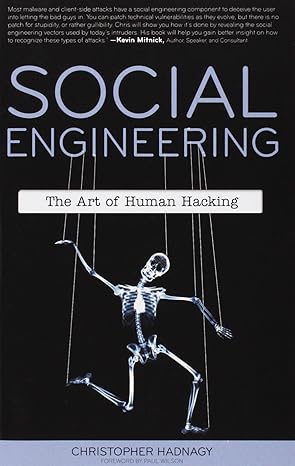 Most malware and client-side attacks have a social engineering component to deceive the user
into letting the bad guys in. You can patch technical vulnerabilities as they evolve, but there is no
patch for stupidity, or rather gullibility. Chris will show you how it's done by revealing the social
engineering vectors used by today's intruders. His book will help you gain better insight on how
to recognize these types of attacks. —Kevin Mitnick, Author, Speaker, and Consultant
SOCIAL
ENGINEERING
The Art of Human Hacking
CHRISTOPHER HADNAGY
FOREWORD BY PAUL WILSON